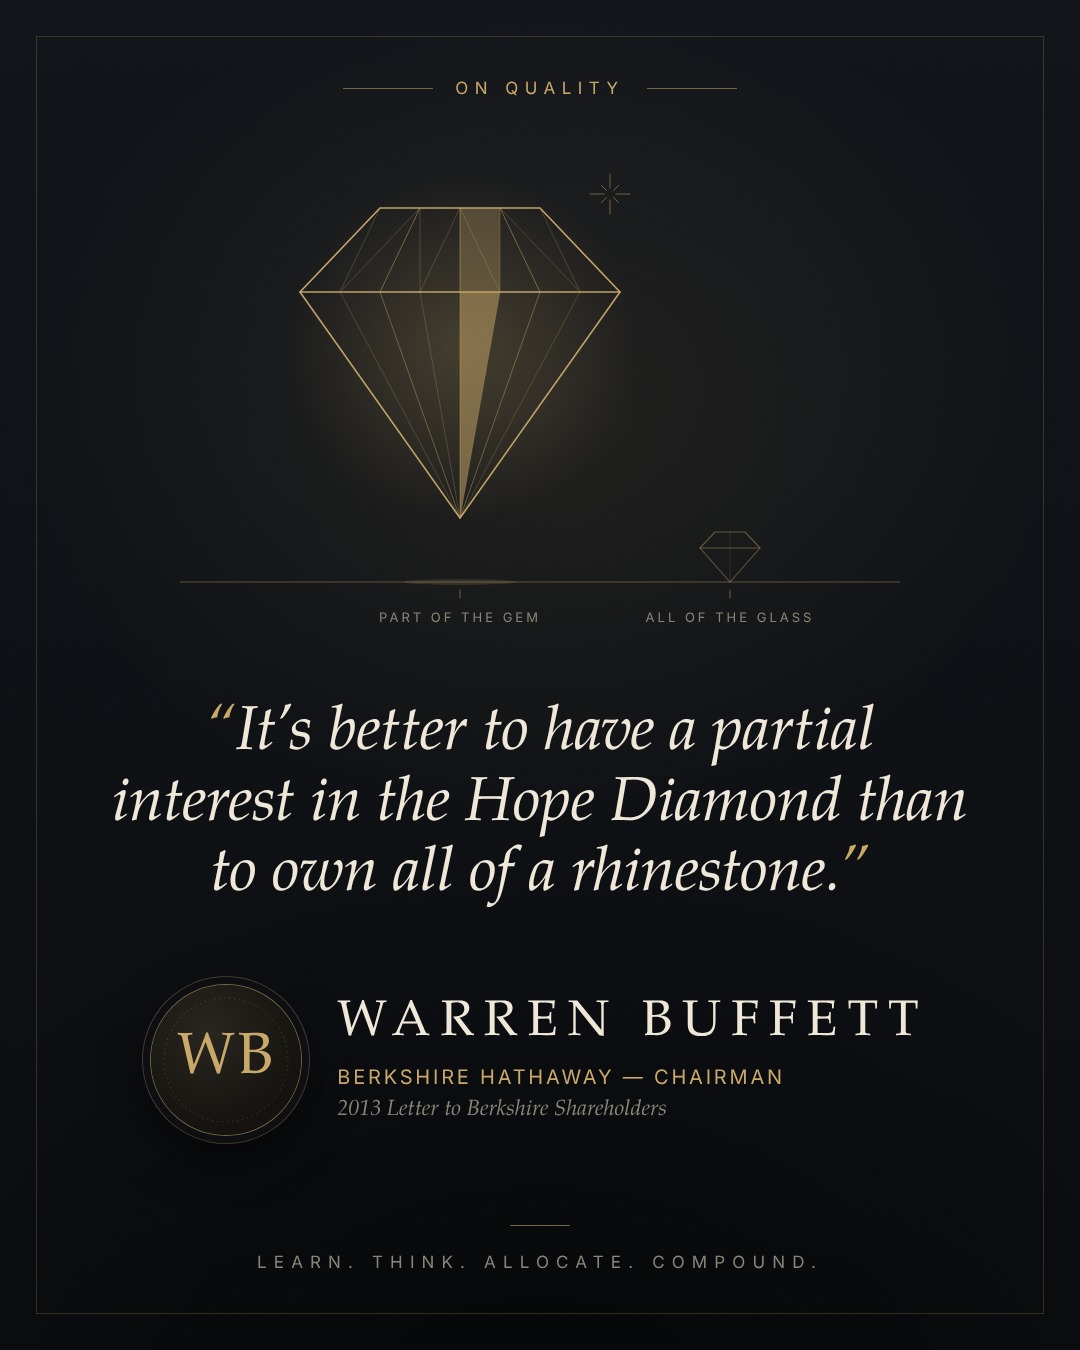 ON QUALITY
PART OF THE GEM
ALL OF THE GLASS
“It’s better to have a partial
interest in the Hope Diamond than
to own all of a rhinestone.”
WB
WARREN BUFFETT
BERKSHIRE HATHAWAY — CHAIRMAN
2013 Letter to Berkshire Shareholders
LEARN. THINK. ALLOCATE. COMPOUND.